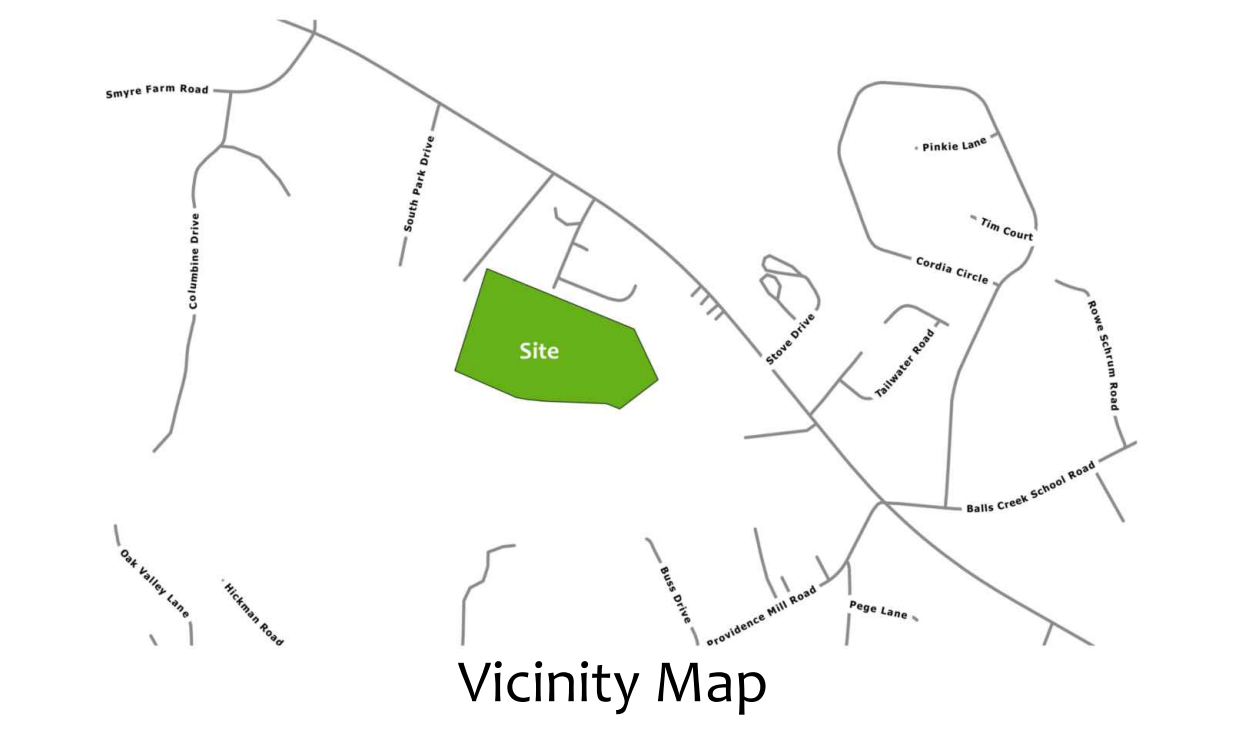 Smyre Farm Road
South Park Drive
Pinkie Lane
Tim Court
Columbine Drive
Cordia Circle
Rowe Schrum Road
Stove Drive
Tailwater Road
Site
Balls Creek School Road
Oak Valley Lane
Hickman Road
Buss Drive
Providence Mill Road
Pege Lane
Vicinity Map